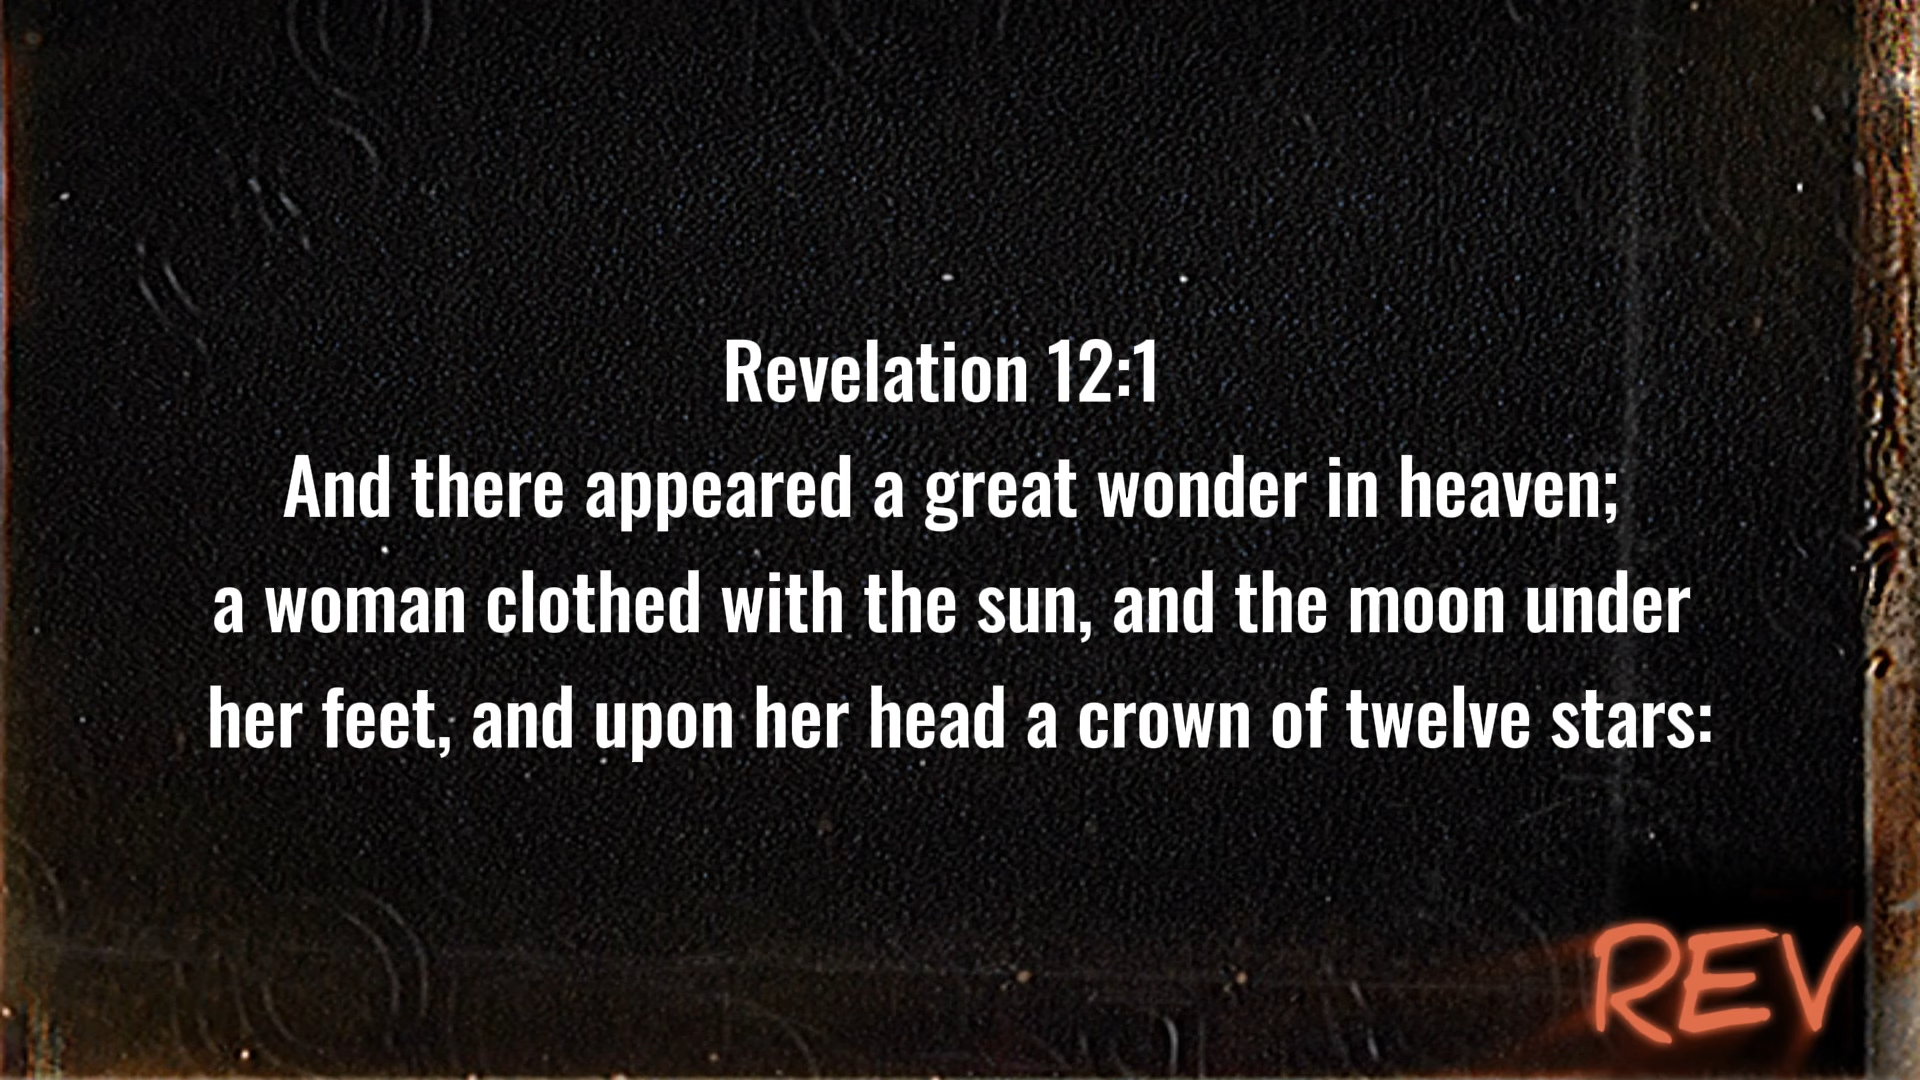 Revelation 12:1
And there appeared a great wonder in heaven;
a woman clothed with the sun, and the moon under
her feet, and upon her head a crown of twelve stars:
REV